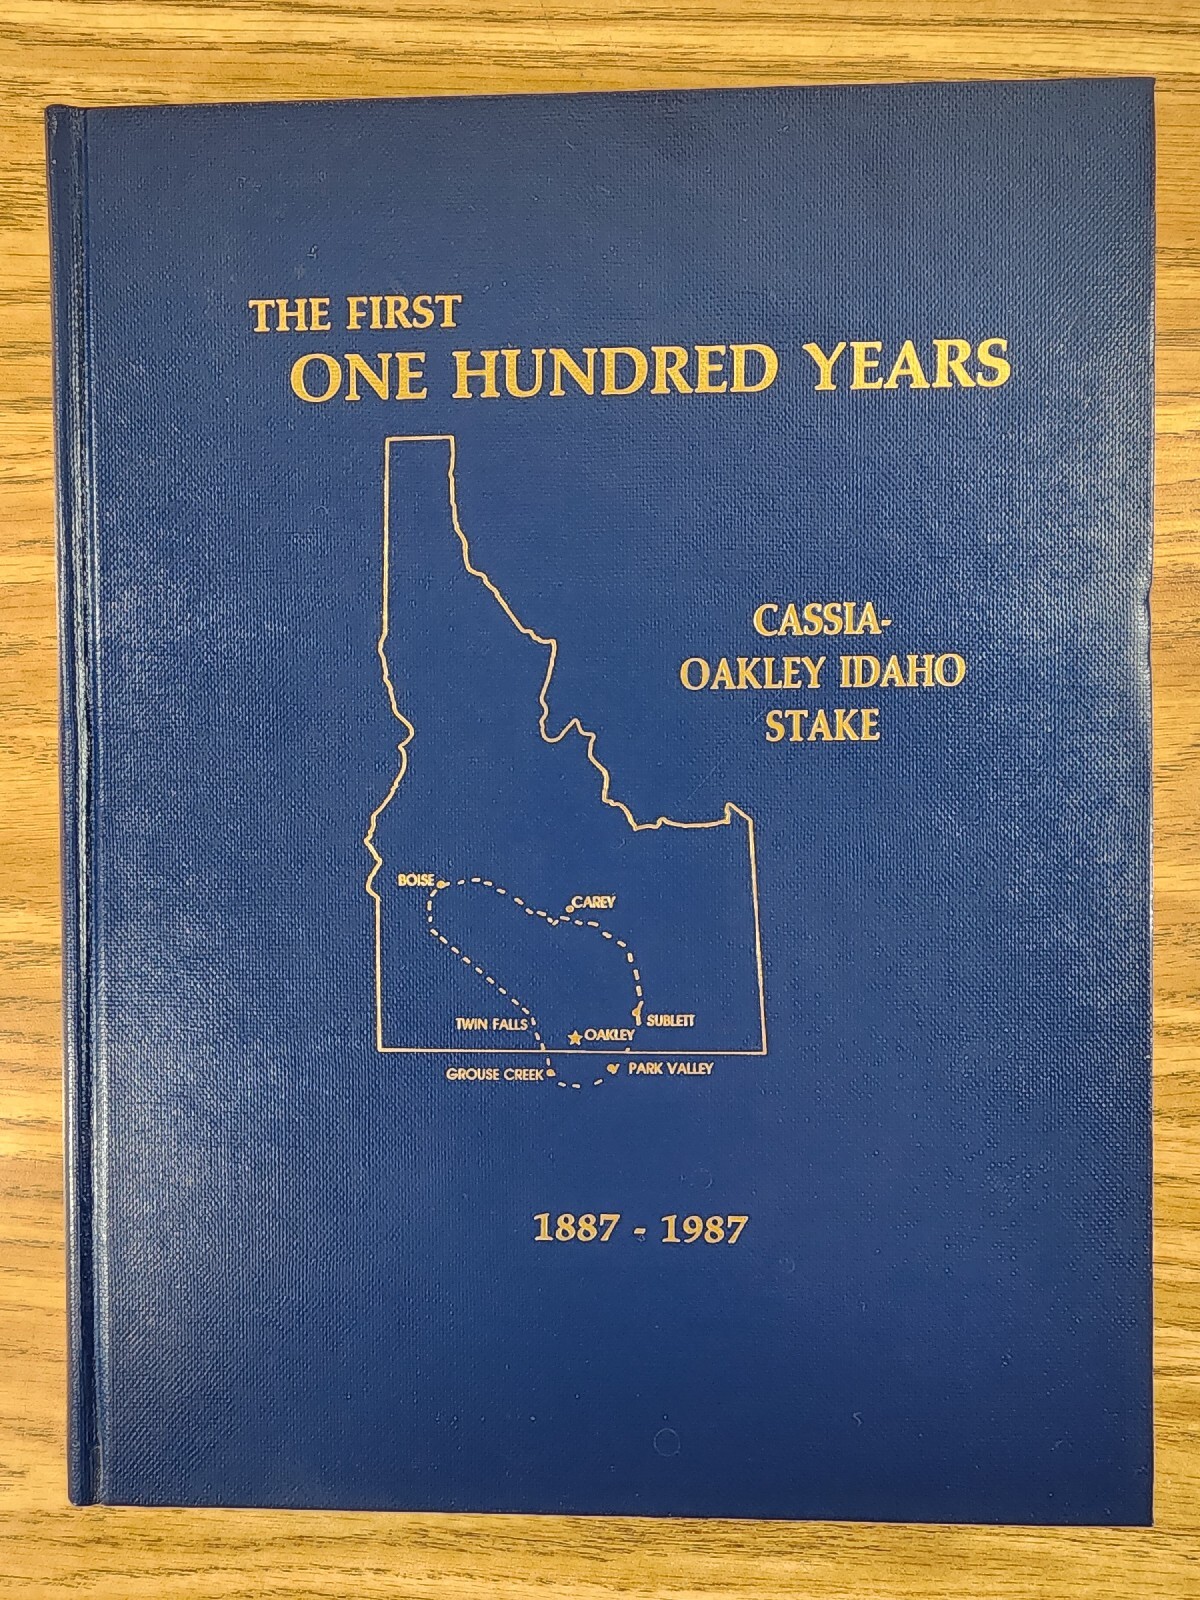 THE FIRST
ONE HUNDRED YEARS
CASSIA-
OAKLEY IDAHO
STAKE
BOISE
CAREY
TWIN FALLS
SUBLETT
OAKLEY
GROUSE CREEK
PARK VALLEY
1887 - 1987